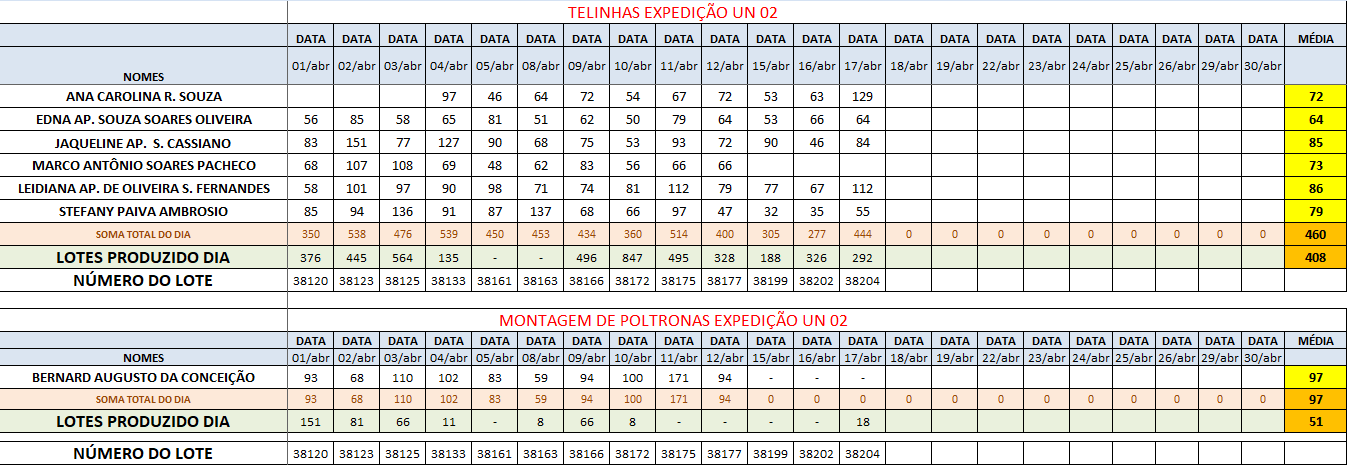 TELINHAS EXPEDIÇÃO UN 02
DATA DATA DATA DATA DATA DATA DATA DATA DATA DATA DATA DATA DATA DATA DATA DATA DATA DATA DATA DATA DATA DATA MÉDIA
NOMES 01/abr 02/abr 03/abr 04/abr 05/abr 08/abr 09/abr 10/abr 11/abr 12/abr 15/abr 16/abr 17/abr 18/abr 19/abr 22/abr 23/abr 24/abr 25/abr 26/abr 29/abr 30/abr
ANA CAROLINA R. SOUZA 97 46 64 72 54 67 72 53 63 129 72
EDNA AP. SOUZA SOARES OLIVEIRA 56 85 58 65 81 51 62 50 79 64 53 66 64 64
JAQUELINE AP. S. CASSIANO 83 151 77 127 90 68 75 53 93 72 90 46 84 85
MARCO ANTÔNIO SOARES PACHECO 68 107 108 69 48 62 83 56 66 66 73
LEIDIANA AP. DE OLIVEIRA S. FERNANDES 58 101 97 90 98 71 74 81 112 79 77 67 112 86
STEFANY PAIVA AMBROSIO 85 94 136 91 87 137 68 66 97 47 32 35 55 79
SOMA TOTAL DO DIA 350 538 476 539 450 453 434 360 514 400 305 277 444 0 0 0 0 0 0 0 0 0 460
LOTES PRODUZIDO DIA 376 445 564 135 - - 496 847 495 328 188 326 292 408
NÚMERO DO LOTE 38120 38123 38125 38133 38161 38163 38166 38172 38175 38177 38199 38202 38204
MONTAGEM DE POLTRONAS EXPEDIÇÃO UN 02
DATA DATA DATA DATA DATA DATA DATA DATA DATA DATA DATA DATA DATA DATA DATA DATA DATA DATA DATA DATA DATA DATA MÉDIA
NOMES 01/abr 02/abr 03/abr 04/abr 05/abr 08/abr 09/abr 10/abr 11/abr 12/abr 15/abr 16/abr 17/abr 18/abr 19/abr 22/abr 23/abr 24/abr 25/abr 26/abr 29/abr 30/abr
BERNARD AUGUSTO DA CONCEIÇÃO 93 68 110 102 83 59 94 100 171 94 - - - 97
SOMA TOTAL DO DIA 93 68 110 102 83 59 94 100 171 94 0 0 0 0 0 0 0 0 0 0 0 0 97
LOTES PRODUZIDO DIA 151 81 66 11 - 8 66 8 - - - - 18 51
NÚMERO DO LOTE 38120 38123 38125 38133 38161 38163 38166 38172 38175 38177 38199 38202 38204